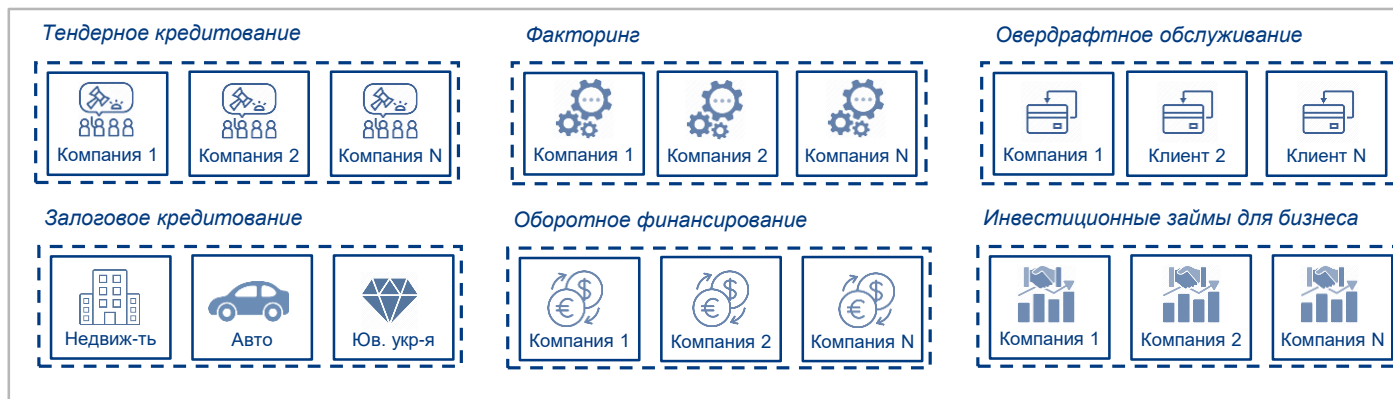 Тендерное кредитование
Компания 1
Компания 2
Компания N
Факторинг
Компания 1
Компания 2
Компания N
Овердрафтное обслуживание
Компания 1
Клиент 2
Клиент N
Залоговое кредитование
Недвиж-ть
Авто
Юв. укр-я
Оборотное финансирование
Компания 1
Компания 2
Компания N
Инвестиционные займы для бизнеса
Компания 1
Компания 2
Компания N